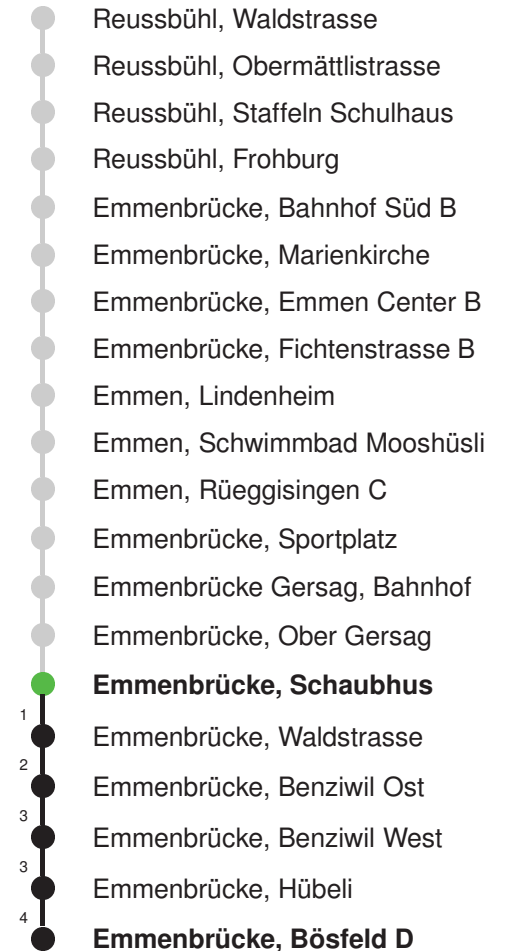 Reussbühl, Waldstrasse
Reussbühl, Obermättlistrasse
Reussbühl, Staffeln Schulhaus
Reussbühl, Frohburg
Emmenbrücke, Bahnhof Süd B
Emmenbrücke, Marienkirche
Emmenbrücke, Emmen Center B
Emmenbrücke, Fichtenstrasse B
Emmen, Lindenheim
Emmen, Schwimmbad Mooshüsli
Emmen, Rüeggisingen C
Emmenbrücke, Sportplatz
Emmenbrücke Gersag, Bahnhof
Emmenbrücke, Ober Gersag
Emmenbrücke, Schaubhus
1 Emmenbrücke, Waldstrasse
2 Emmenbrücke, Benziwil Ost
3 Emmenbrücke, Benziwil West
3 Emmenbrücke, Hübeli
4 Emmenbrücke, Bösfeld D